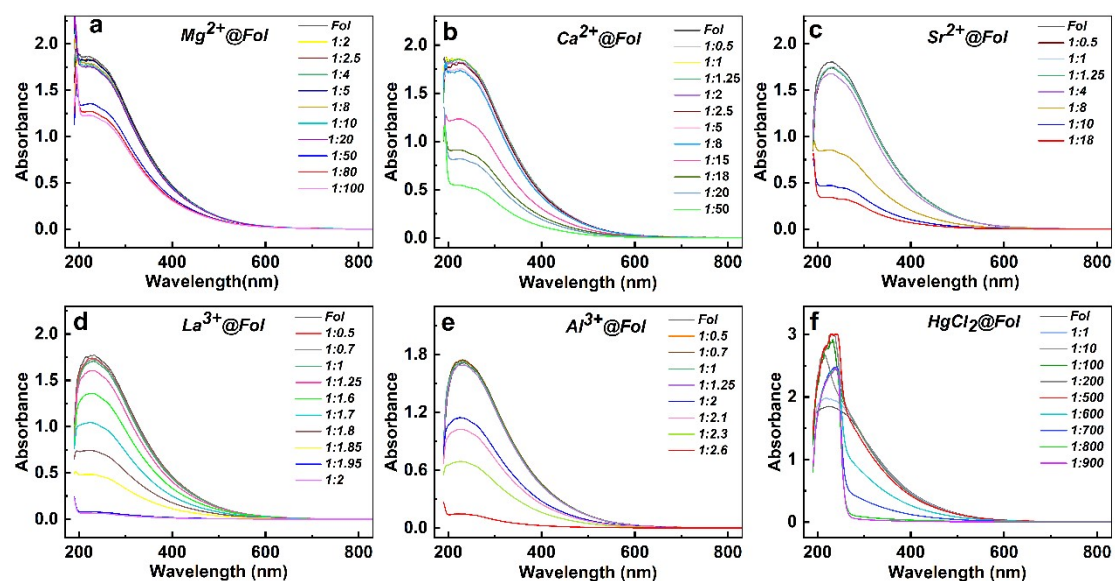 a
Mg²⁺@Fol
Fol
1:2
1:2.5
1:4
1:5
1:8
1:10
1:20
1:50
1:80
1:100
2.0
1.5
1.0
0.5
0.0
Absorbance
200 300 400 500 600 700 800
Wavelength(nm)
b
Ca²⁺@Fol
Fol
1:0.5
1:1
1:1.25
1:2
1:2.5
1:5
1:8
1:15
1:18
1:20
1:50
2.0
1.5
1.0
0.5
0.0
Absorbance
200 300 400 500 600 700 800
Wavelength (nm)
c
Sr²⁺@Fol
Fol
1:0.5
1:1
1:1.25
1:4
1:8
1:10
1:18
2.0
1.5
1.0
0.5
0.0
Absorbance
200 300 400 500 600 700 800
Wavelength (nm)
d
La³⁺@Fol
Fol
1:0.5
1:0.7
1:1
1:1.25
1:1.6
1:1.7
1:1.8
1:1.85
1:1.95
1:2
2.0
1.5
1.0
0.5
0.0
Absorbance
200 400 600 800
Wavelength (nm)
e
Al³⁺@Fol
Fol
1:0.5
1:0.7
1:1
1:1.25
1:2
1:2.1
1:2.3
1:2.6
1.8
1.2
0.6
0.0
Absorbance
200 400 600 800
Wavelength (nm)
f
HgCl₂@Fol
Fol
1:1
1:10
1:100
1:200
1:500
1:600
1:700
1:800
1:900
3
2
1
0
Absorbance
200 400 600 800
Wavelength (nm)